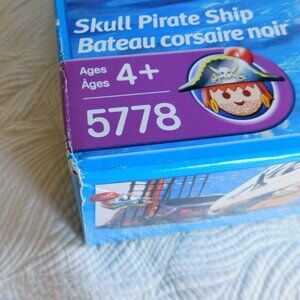 Skull Pirate Ship
Bateau corsaire noir
Ages
Âges
4+
5778